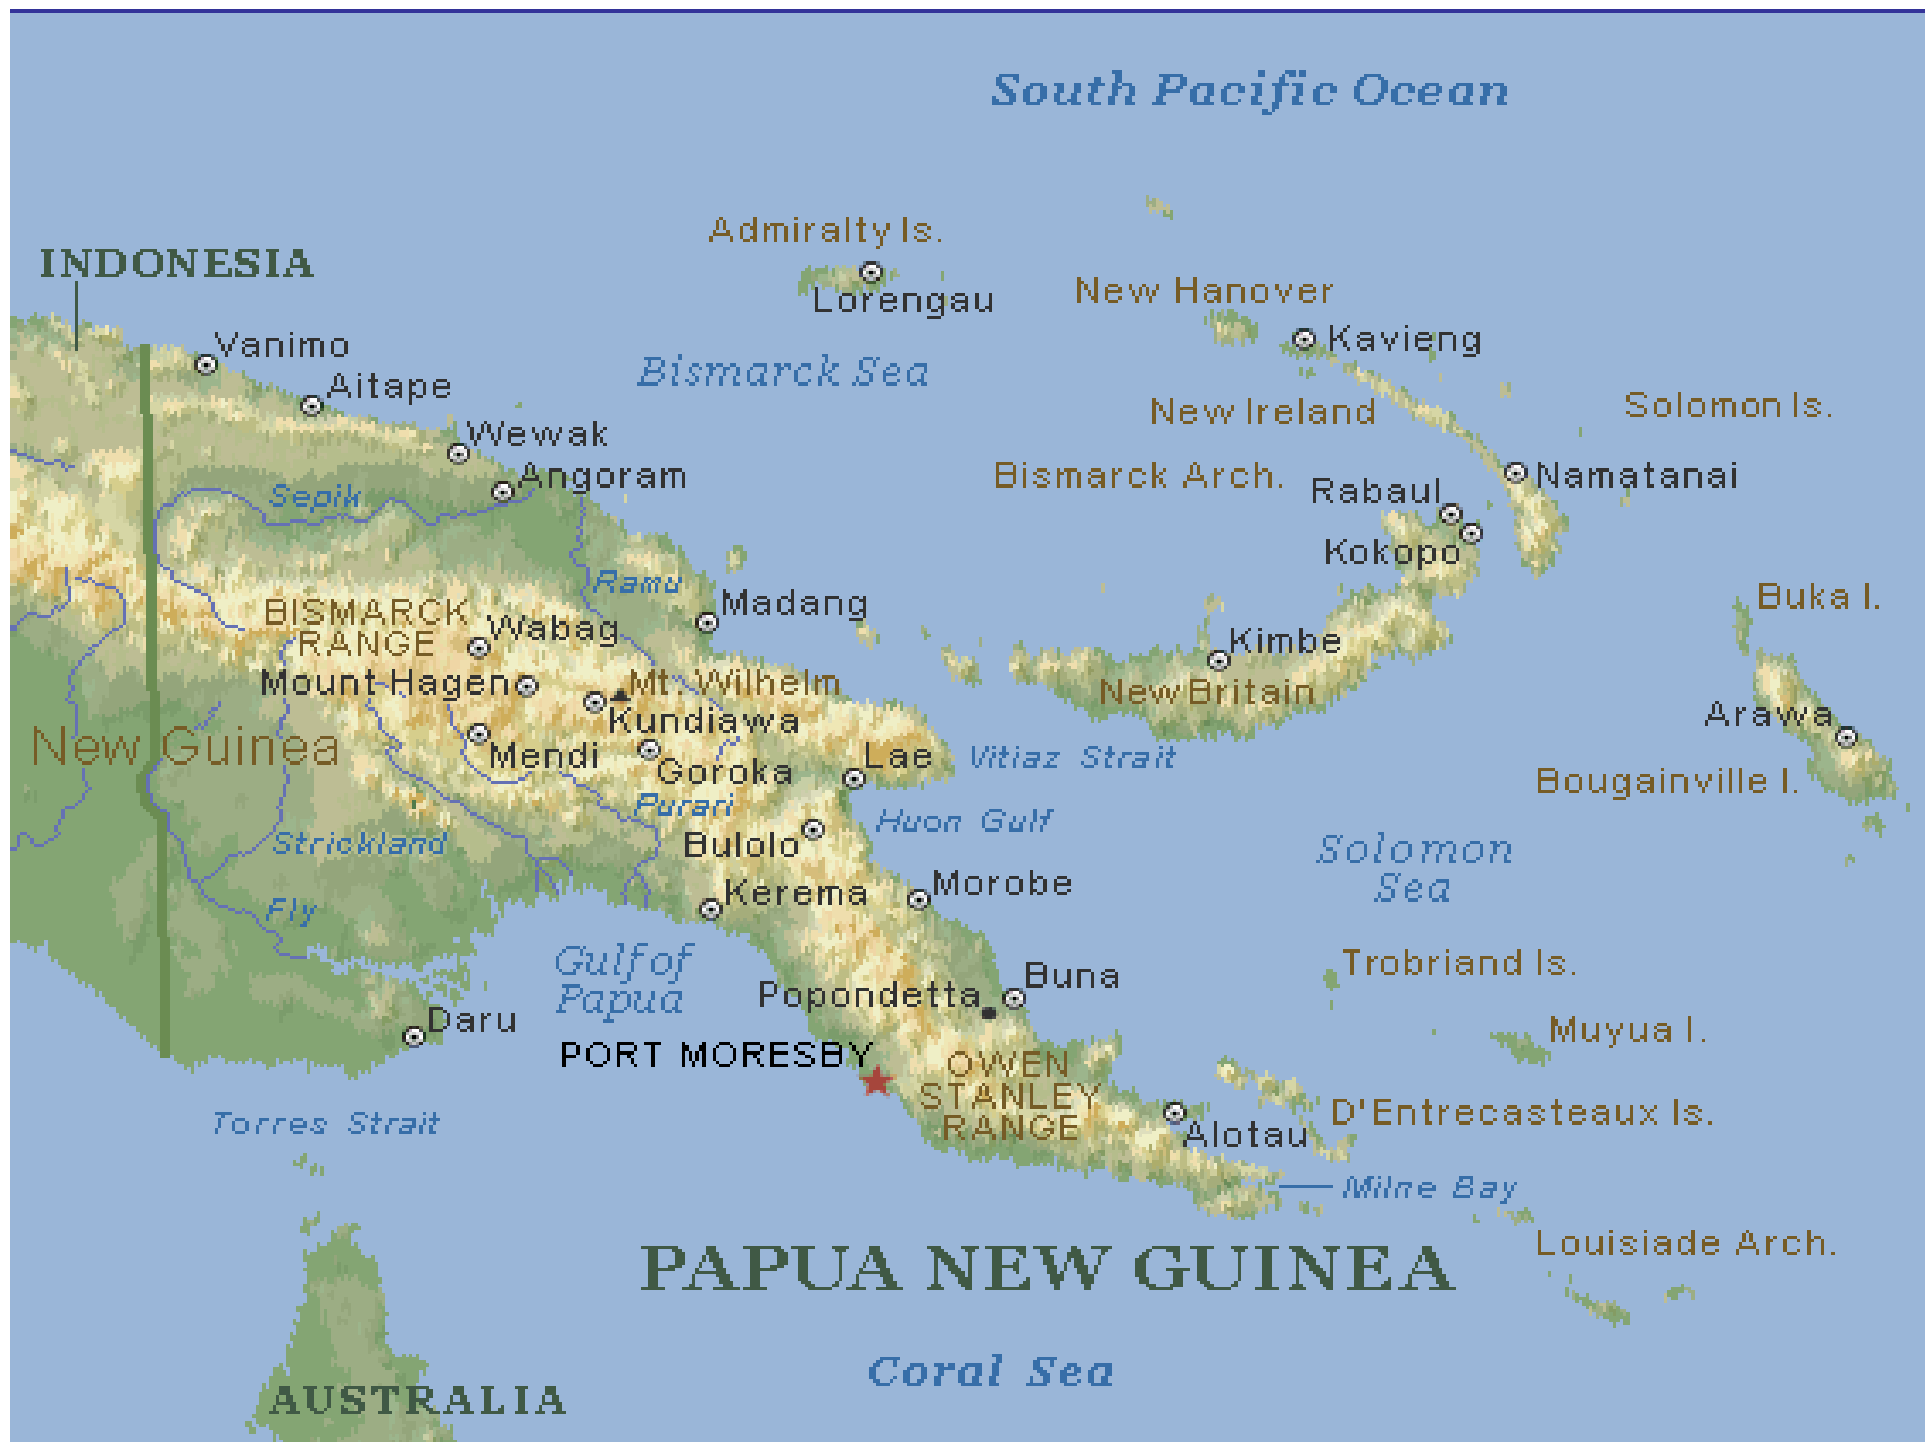 South Pacific Ocean
Admiralty Is.
INDONESIA
New Hanover
Lorengau
Vanimo
Kavieng
Bismarck Sea
Aitape
New Ireland
Solomon Is.
Wewak
Angoram
Bismarck Arch.
Namatanai
Rabaul
Sepik
Kokopo
Ramu
Madang
Buka I.
BISMARCK
RANGE
Wabag
Kimbe
Mount Hagen
Mt. Wilhelm
New Britain
Kundiawa
Arawa
New Guinea
Mendi
Goroka
Lae
Vitiaz Strait
Bougainville I.
Purari
Huon Gulf
Strickland
Bulolo
Solomon
Sea
Kerema
Morobe
Fly
Gulf of
Papua
Trobriand Is.
Buna
Popondetta
Daru
Muyua I.
PORT MORESBY
OWEN
STANLEY
RANGE
D'Entrecasteaux Is.
Torres Strait
Alotau
Milne Bay
Louisiade Arch.
PAPUA NEW GUINEA
Coral Sea
AUSTRALIA